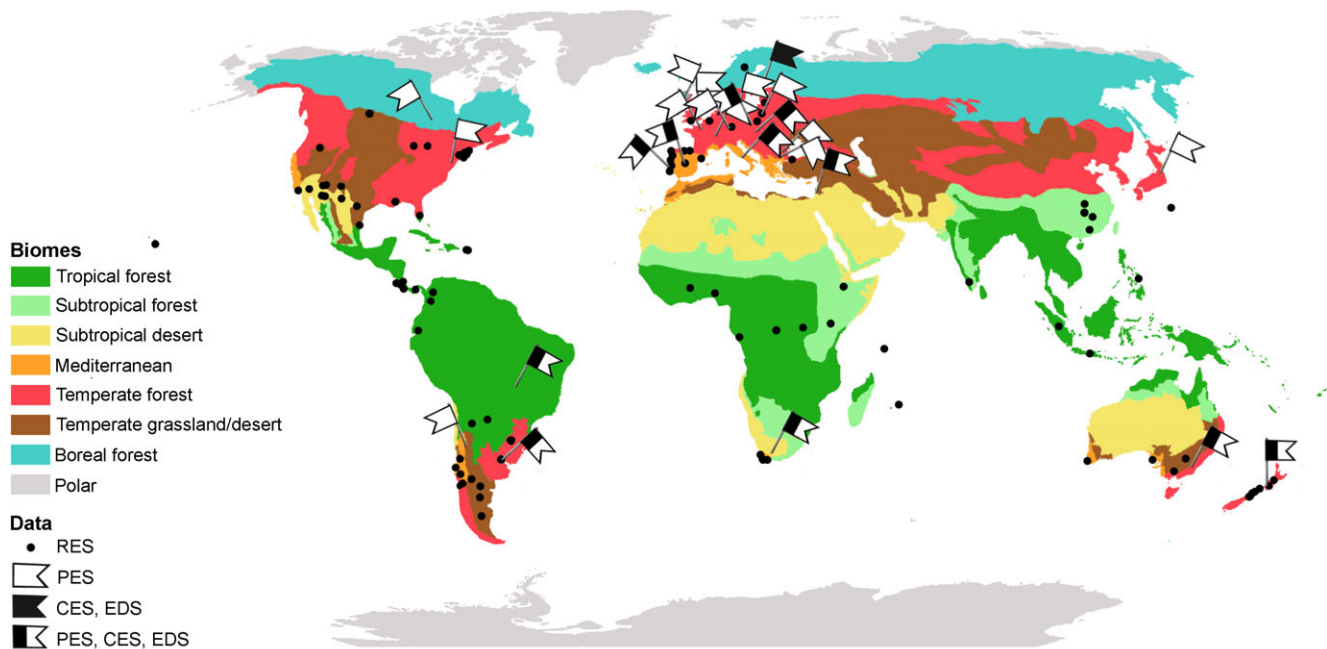 Biomes
Tropical forest
Subtropical forest
Subtropical desert
Mediterranean
Temperate forest
Temperate grassland/desert
Boreal forest
Polar
Data
RES
PES
CES, EDS
PES, CES, EDS